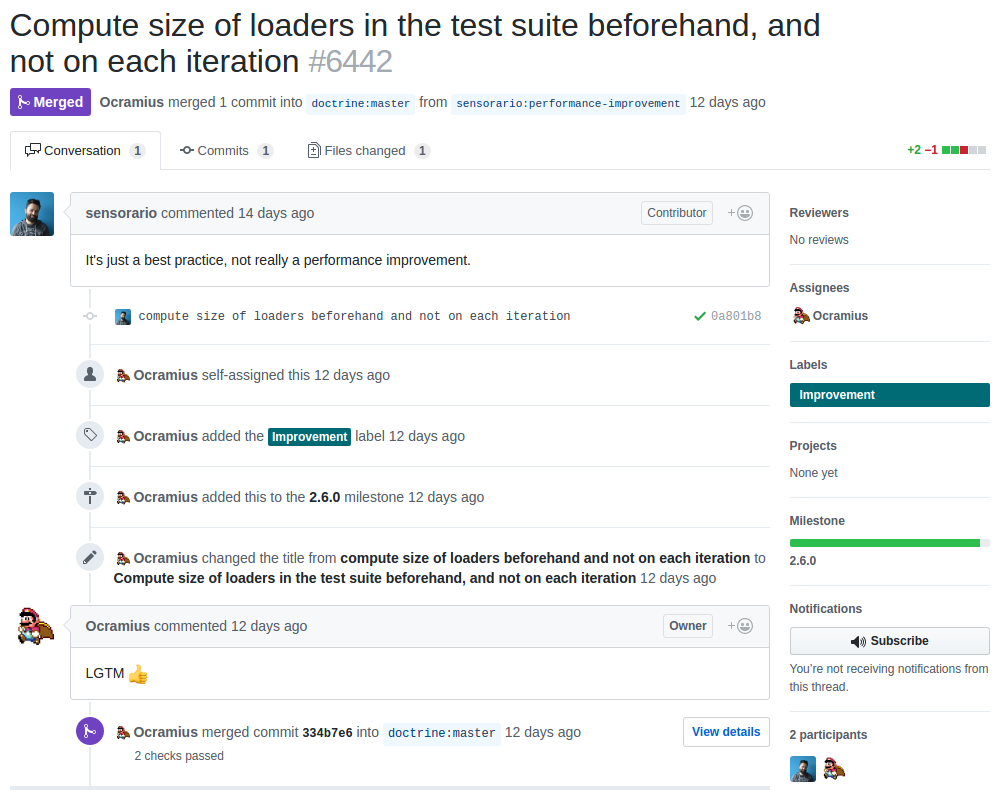 Compute size of loaders in the test suite beforehand, and
not on each iteration #6442
Merged Ocramius merged 1 commit into doctrine:master from sensorario:performance-improvement 12 days ago
Conversation 1 Commits 1 Files changed 1 +2 −1
sensorario commented 14 days ago Contributor +
It's just a best practice, not really a performance improvement.
compute size of loaders beforehand and not on each iteration 0a801b8
Ocramius self-assigned this 12 days ago
Ocramius added the Improvement label 12 days ago
Ocramius added this to the 2.6.0 milestone 12 days ago
Ocramius changed the title from compute size of loaders beforehand and not on each iteration to
Compute size of loaders in the test suite beforehand, and not on each iteration 12 days ago
Ocramius commented 12 days ago Owner +
LGTM 👍
Ocramius merged commit 334b7e6 into doctrine:master 12 days ago View details
2 checks passed
Reviewers
No reviews
Assignees
Ocramius
Labels
Improvement
Projects
None yet
Milestone
2.6.0
Notifications
Subscribe
You're not receiving notifications from
this thread.
2 participants